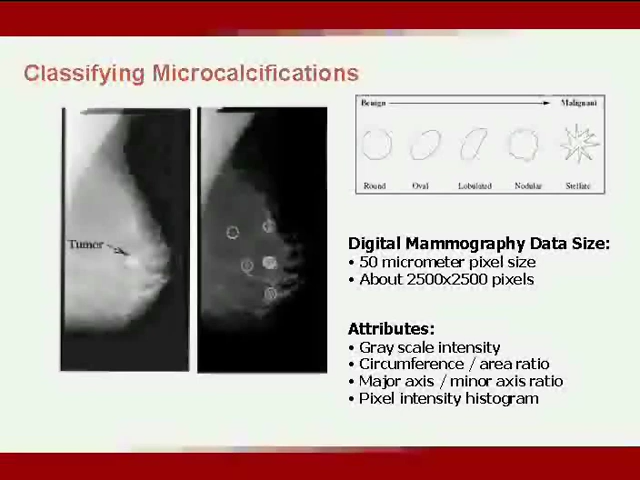 Classifying Microcalcifications
Benign Malignant
Round Oval Lobulated Nodular Stellate
Tumor
Digital Mammography Data Size:
• 50 micrometer pixel size
• About 2500x2500 pixels
Attributes:
• Gray scale intensity
• Circumference / area ratio
• Major axis / minor axis ratio
• Pixel intensity histogram